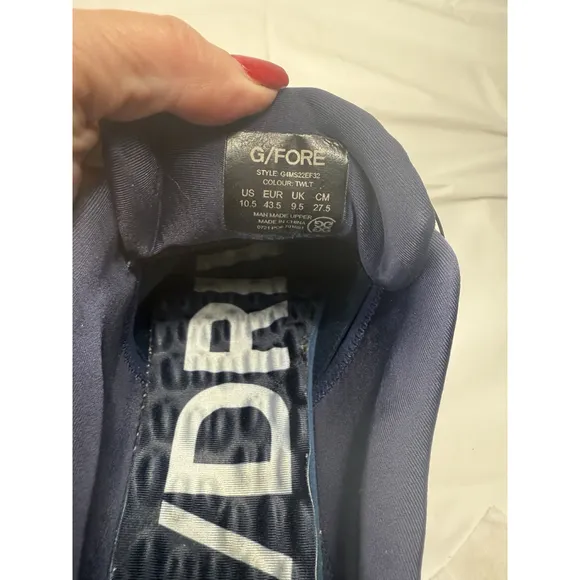 G/FORE
STYLE: G4MS22EF32
COLOUR: TWLT
US EUR UK CM
10.5 43.5 9.5 27.5
MAN MADE UPPER
MADE IN CHINA
/DRI